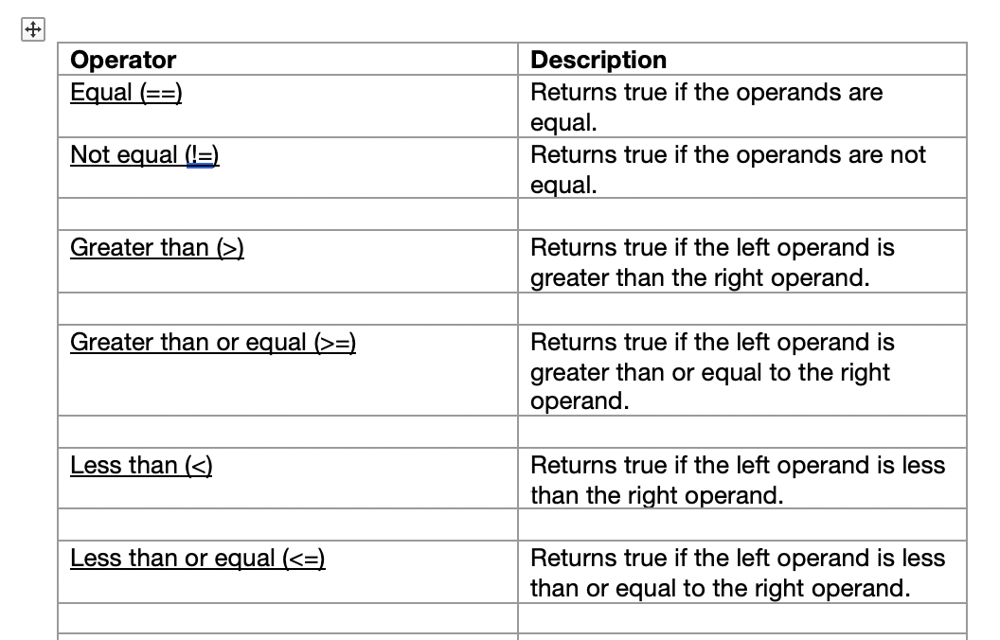 Operator
Description
Equal (==)
Returns true if the operands are
equal.
Not equal (!=)
Returns true if the operands are not
equal.
Greater than (>)
Returns true if the left operand is
greater than the right operand.
Greater than or equal (>=)
Returns true if the left operand is
greater than or equal to the right
operand.
Less than (<)
Returns true if the left operand is less
than the right operand.
Less than or equal (<=)
Returns true if the left operand is less
than or equal to the right operand.